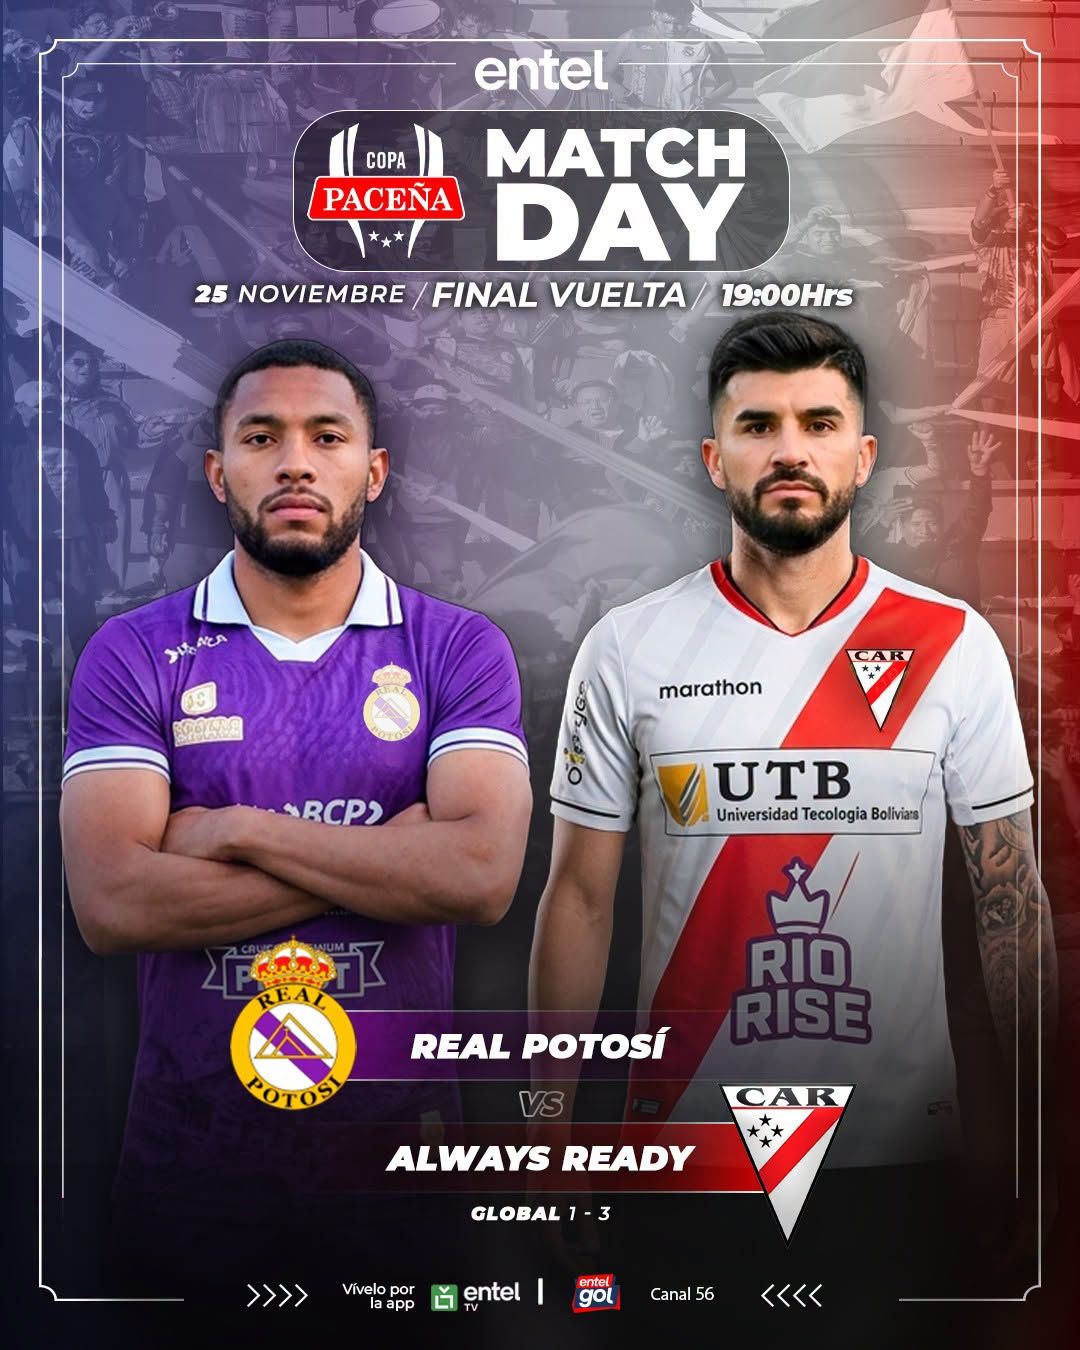 entel
COPA
PACEÑA
MATCH
DAY
25 NOVIEMBRE / FINAL VUELTA / 19:00Hrs
REAL
POTOSI
BCP
marathon
CAR
UTB
Universidad Tecnologia Boliviana
RIO
RISE
REAL
POTOSI
REAL POTOSÍ
VS
ALWAYS READY
CAR
GLOBAL 1 - 3
>>>>
Vívelo por
la app
entel
TV
|
entel
gol
Canal 56
<<<<